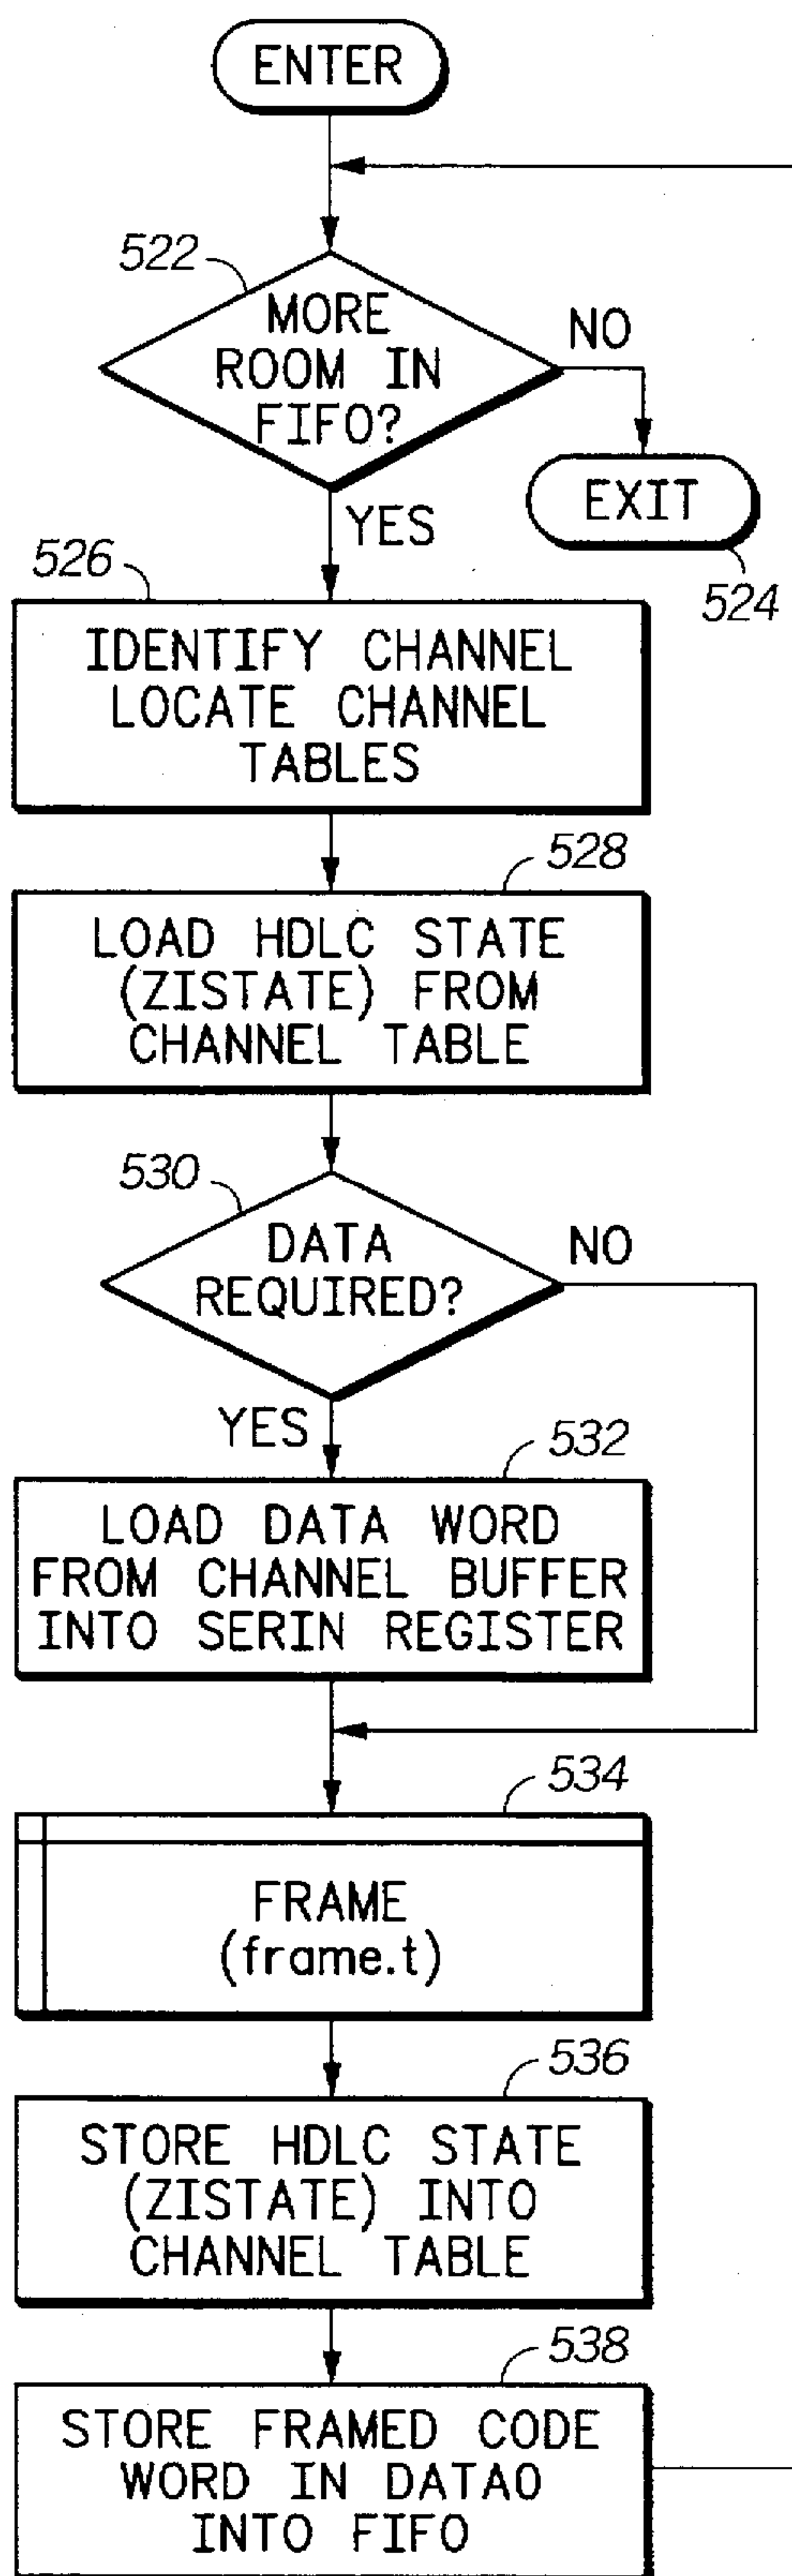 ENTER
522
MORE
ROOM IN
FIFO?
NO
EXIT
524
YES
526
IDENTIFY CHANNEL
LOCATE CHANNEL
TABLES
528
LOAD HDLC STATE
(ZISTATE) FROM
CHANNEL TABLE
530
DATA
REQUIRED?
NO
YES
532
LOAD DATA WORD
FROM CHANNEL BUFFER
INTO SERIN REGISTER
534
FRAME
(frame.t)
536
STORE HDLC STATE
(ZISTATE) INTO
CHANNEL TABLE
538
STORE FRAMED CODE
WORD IN DATAO
INTO FIFO